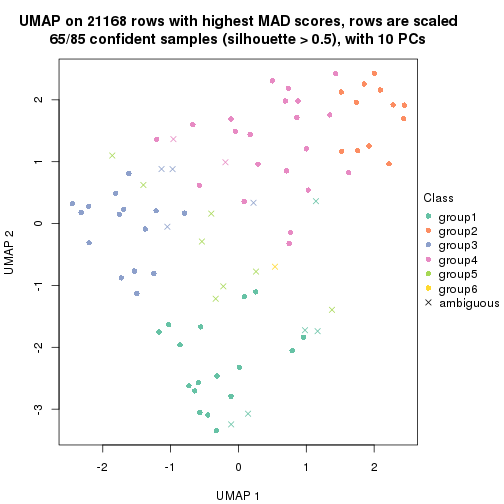 UMAP on 21168 rows with highest MAD scores, rows are scaled
65/85 confident samples (silhouette > 0.5), with 10 PCs
2
1
0
-1
-2
-3
UMAP 2
-2
-1
0
1
2
UMAP 1
Class
group1
group2
group3
group4
group5
group6
ambiguous